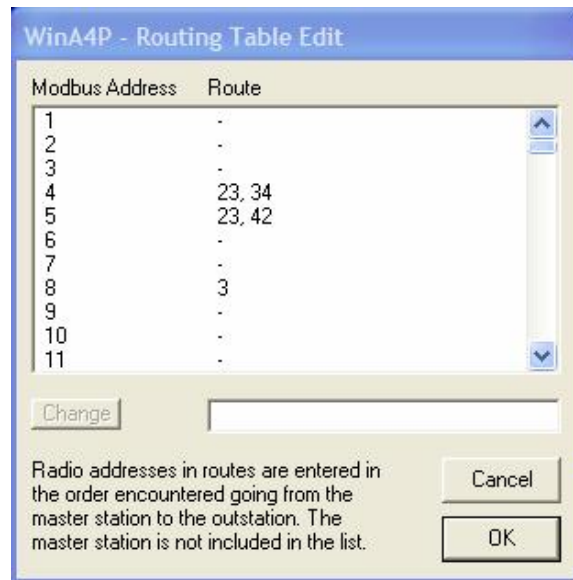 WinA4P - Routing Table Edit
Modbus Address Route
1 -
2 -
3 -
4 23, 34
5 23, 42
6 -
7 -
8 3
9 -
10 -
11 -
Change
Radio addresses in routes are entered in
the order encountered going from the
master station to the outstation. The
master station is not included in the list.
Cancel
OK